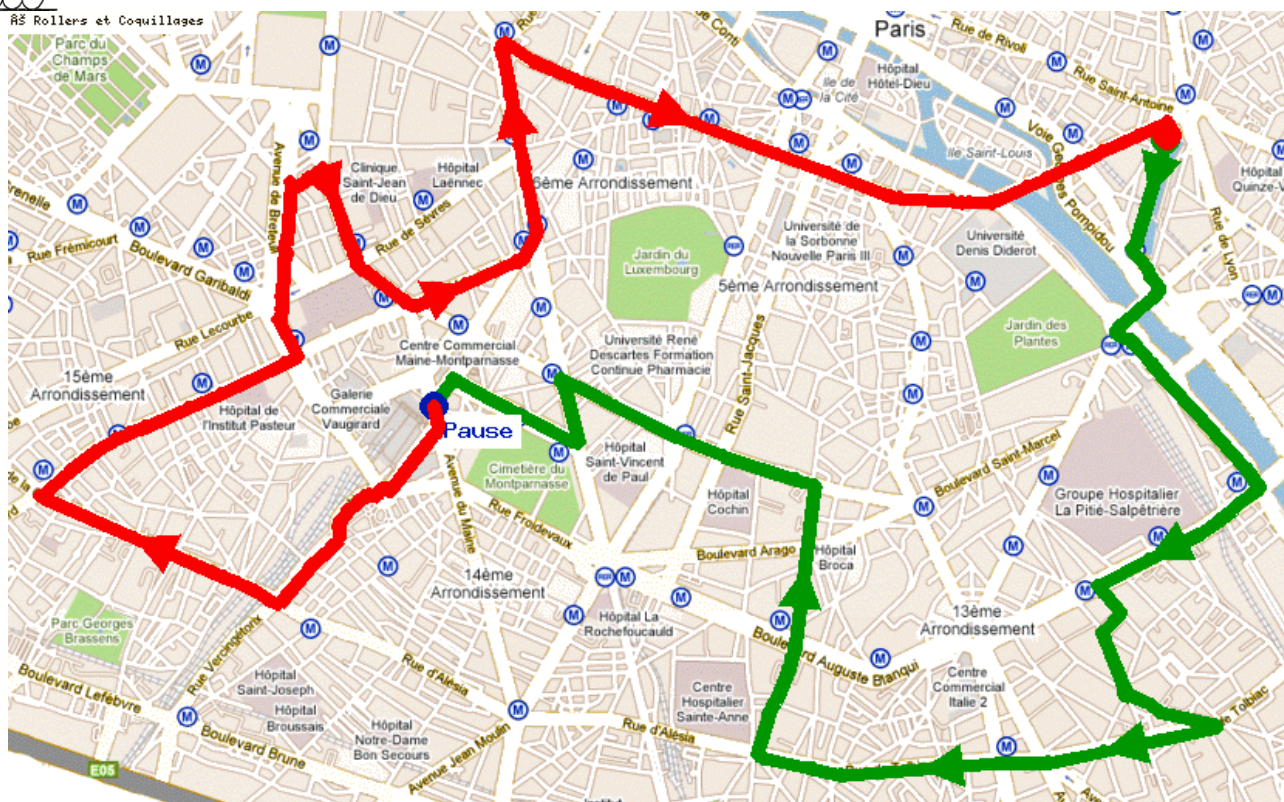 Rollers et Coquillages
Parc du
Champs
de Mars
Rue de Rivoli
Paris
Rue Saint-Antoine
Hôpital
Hôtel-Dieu
Ile de
la Cité
Ile Saint-Louis
Voie Georges Pompidou
Hôpital
Rue de Lyon
Avenue de Breteuil
Clinique
Saint-Jean
de Dieu
Hôpital
Laënnec
6ème Arrondissement
Rue de Sèvres
Rue Frémicourt
Boulevard Garibaldi
Jardin du
Luxembourg
Université de
la Sorbonne
Nouvelle Paris III
Université
Denis Diderot
5ème Arrondissement
Jardin des
Plantes
Rue Lecourbe
Centre Commercial
Maine-Montparnasse
Université René
Descartes Formation
Continue Pharmacie
Rue Saint-Jacques
15ème
Arrondissement
Hôpital de
l'Institut Pasteur
Galerie
Commerciale
Vaugirard
Pause
Cimetière du
Montparnasse
Hôpital
Saint-Vincent
de Paul
Hôpital
Cochin
Boulevard Saint-Marcel
Groupe Hospitalier
La Pitié-Salpêtrière
Avenue du Maine
Rue Froidevaux
Boulevard Arago
Hôpital
Broca
14ème
Arrondissement
Hôpital La
Rochefoucauld
13ème
Arrondissement
Parc Georges
Brassens
Rue Vercingétorix
Boulevard Auguste Blanqui
Rue d'Alésia
Centre
Commercial
Italie 2
Centre
Hospitalier
Sainte-Anne
Boulevard Lefèbvre
Hôpital
Saint-Joseph
Hôpital
Broussais
Hôpital
Notre-Dame
Bon Secours
Rue d'Alésia
de Tolbiac
Boulevard Brune
Avenue Jean Moulin
E05